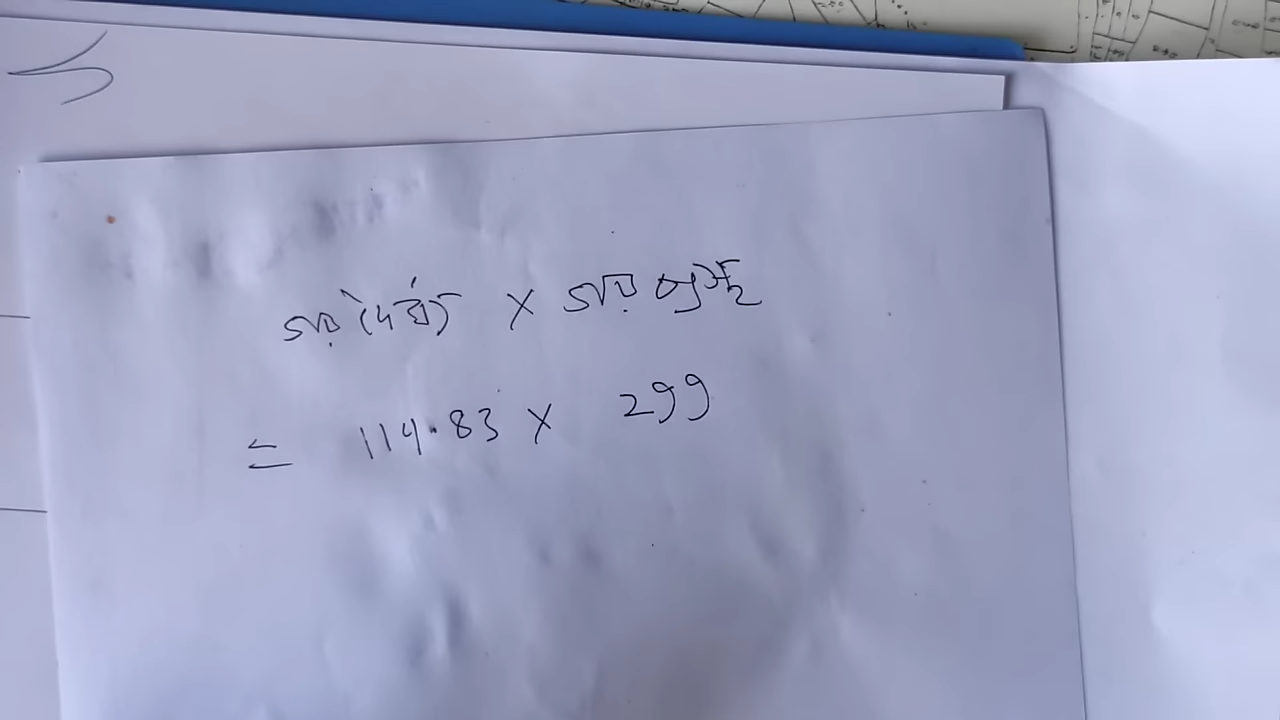 গড় দৈর্ঘ্য × গড় প্রস্থ
= 114.83 × 299